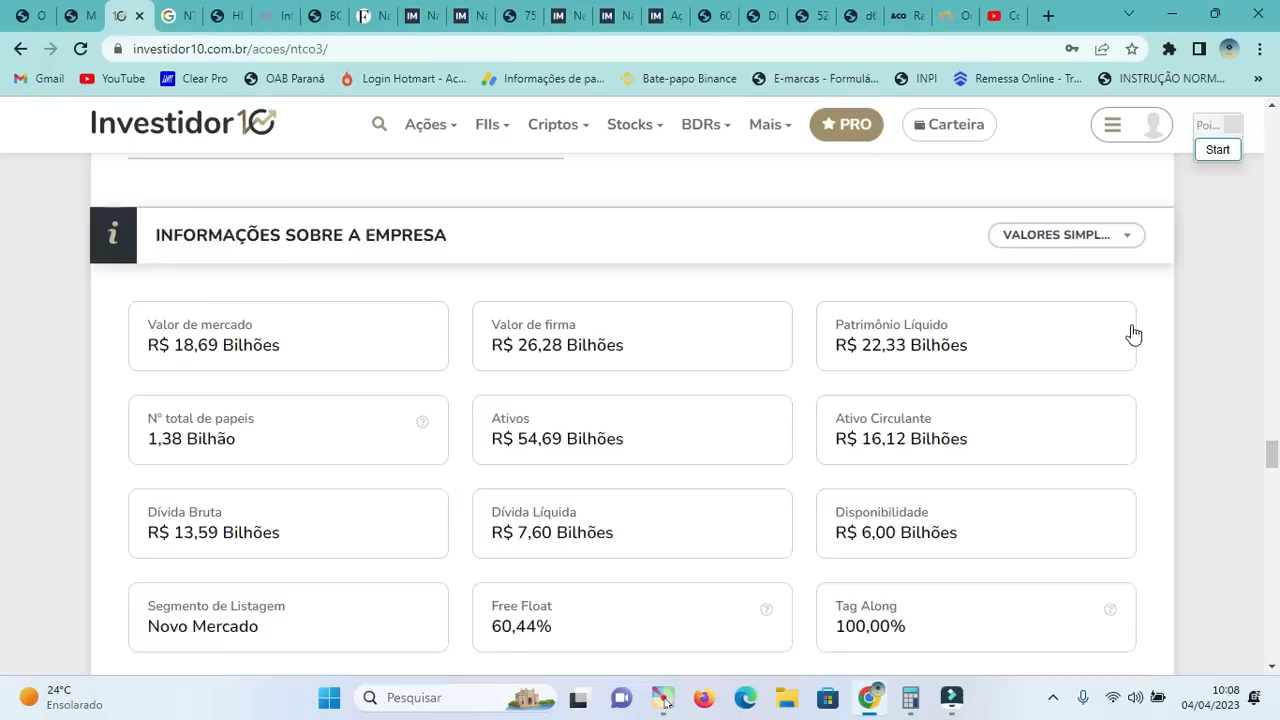 investidor10.com.br/acoes/ntco3/
Gmail
YouTube
Clear Pro
OAB Paraná
Login Hotmart - Ac...
Informações de pa...
Bate-papo Binance
E-marcas - Formulá...
INPI
Remessa Online - Tr...
INSTRUÇÃO NORM...
Investidor10
Ações
FIIs
Criptos
Stocks
BDRs
Mais
PRO
Carteira
Poi...
Start
INFORMAÇÕES SOBRE A EMPRESA
VALORES SIMPL...
Valor de mercado
R$ 18,69 Bilhões
Valor de firma
R$ 26,28 Bilhões
Patrimônio Líquido
R$ 22,33 Bilhões
Nº total de papeis
1,38 Bilhão
Ativos
R$ 54,69 Bilhões
Ativo Circulante
R$ 16,12 Bilhões
Dívida Bruta
R$ 13,59 Bilhões
Dívida Líquida
R$ 7,60 Bilhões
Disponibilidade
R$ 6,00 Bilhões
Segmento de Listagem
Novo Mercado
Free Float
60,44%
Tag Along
100,00%
24°C
Ensolarado
Pesquisar
10:08
04/04/2023